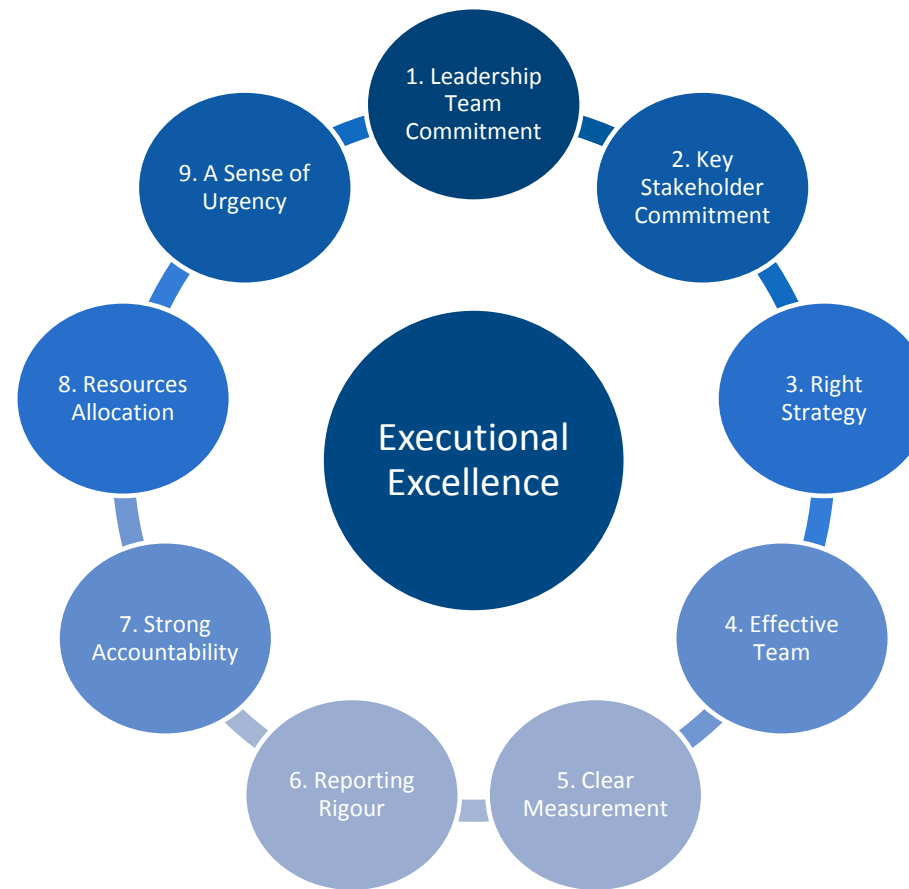 1. Leadership
Team
Commitment
2. Key
Stakeholder
Commitment
3. Right
Strategy
4. Effective
Team
5. Clear
Measurement
6. Reporting
Rigour
7. Strong
Accountability
8. Resources
Allocation
9. A Sense of
Urgency
Executional
Excellence